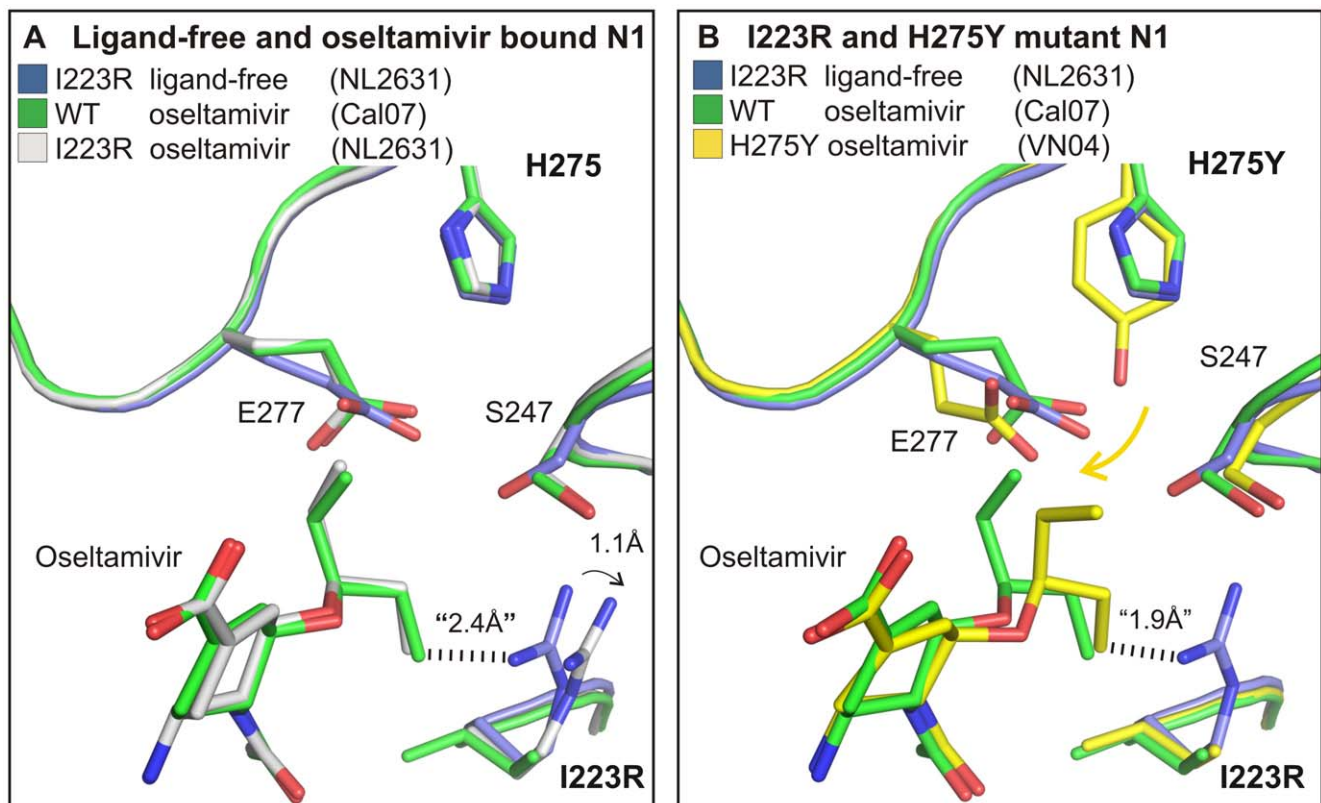 A Ligand-free and oseltamivir bound N1
I223R ligand-free (NL2631)
WT oseltamivir (Cal07)
I223R oseltamivir (NL2631)
H275
E277
S247
Oseltamivir
1.1Å
“2.4Å”
I223R
B I223R and H275Y mutant N1
I223R ligand-free (NL2631)
WT oseltamivir (Cal07)
H275Y oseltamivir (VN04)
H275Y
S247
E277
Oseltamivir
“1.9Å”
I223R